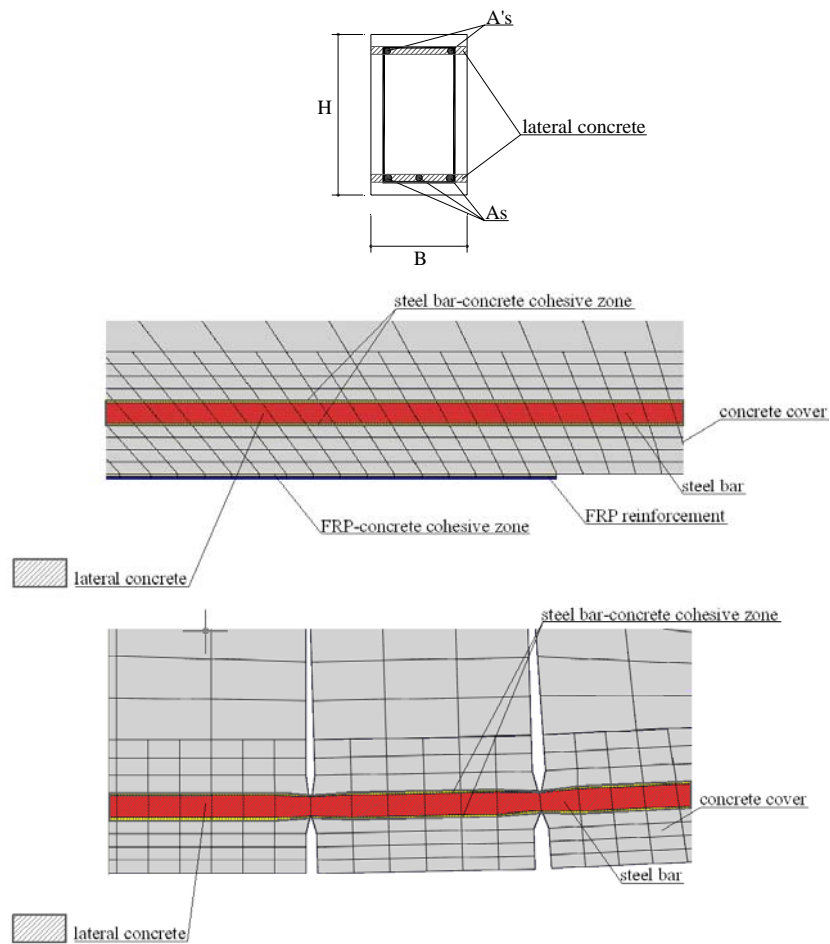 A's
H
lateral concrete
As
B
steel bar-concrete cohesive zone
concrete cover
steel bar
FRP reinforcement
FRP-concrete cohesive zone
lateral concrete
steel bar-concrete cohesive zone
concrete cover
steel bar
lateral concrete